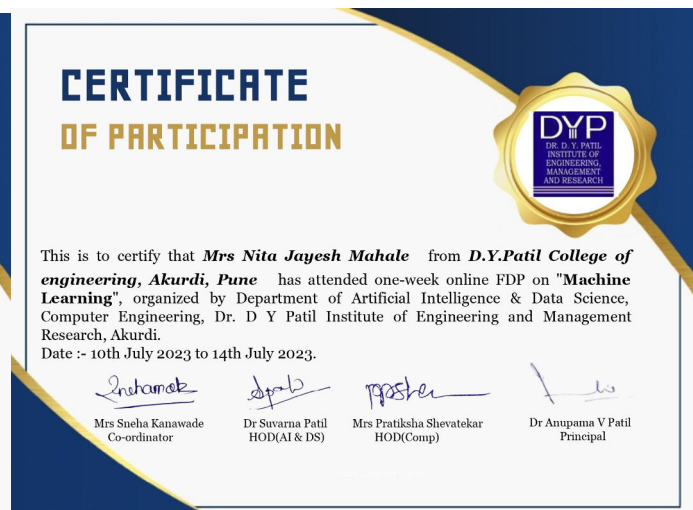 CERTIFICATE
OF PARTICIPATION
DYP
DR. D. Y. PATIL
INSTITUTE OF
ENGINEERING,
MANAGEMENT
AND RESEARCH
This is to certify that Mrs Nita Jayesh Mahale from D.Y.Patil College of
engineering, Akurdi, Pune has attended one-week online FDP on "Machine
Learning", organized by Department of Artificial Intelligence & Data Science,
Computer Engineering, Dr. D Y Patil Institute of Engineering and Management
Research, Akurdi.
Date :- 10th July 2023 to 14th July 2023.
Mrs Sneha Kanawade Dr Suvarna Patil Mrs Pratiksha Shevatekar Dr Anupama V Patil
Co-ordinator HOD(AI & DS) HOD(Comp) Principal